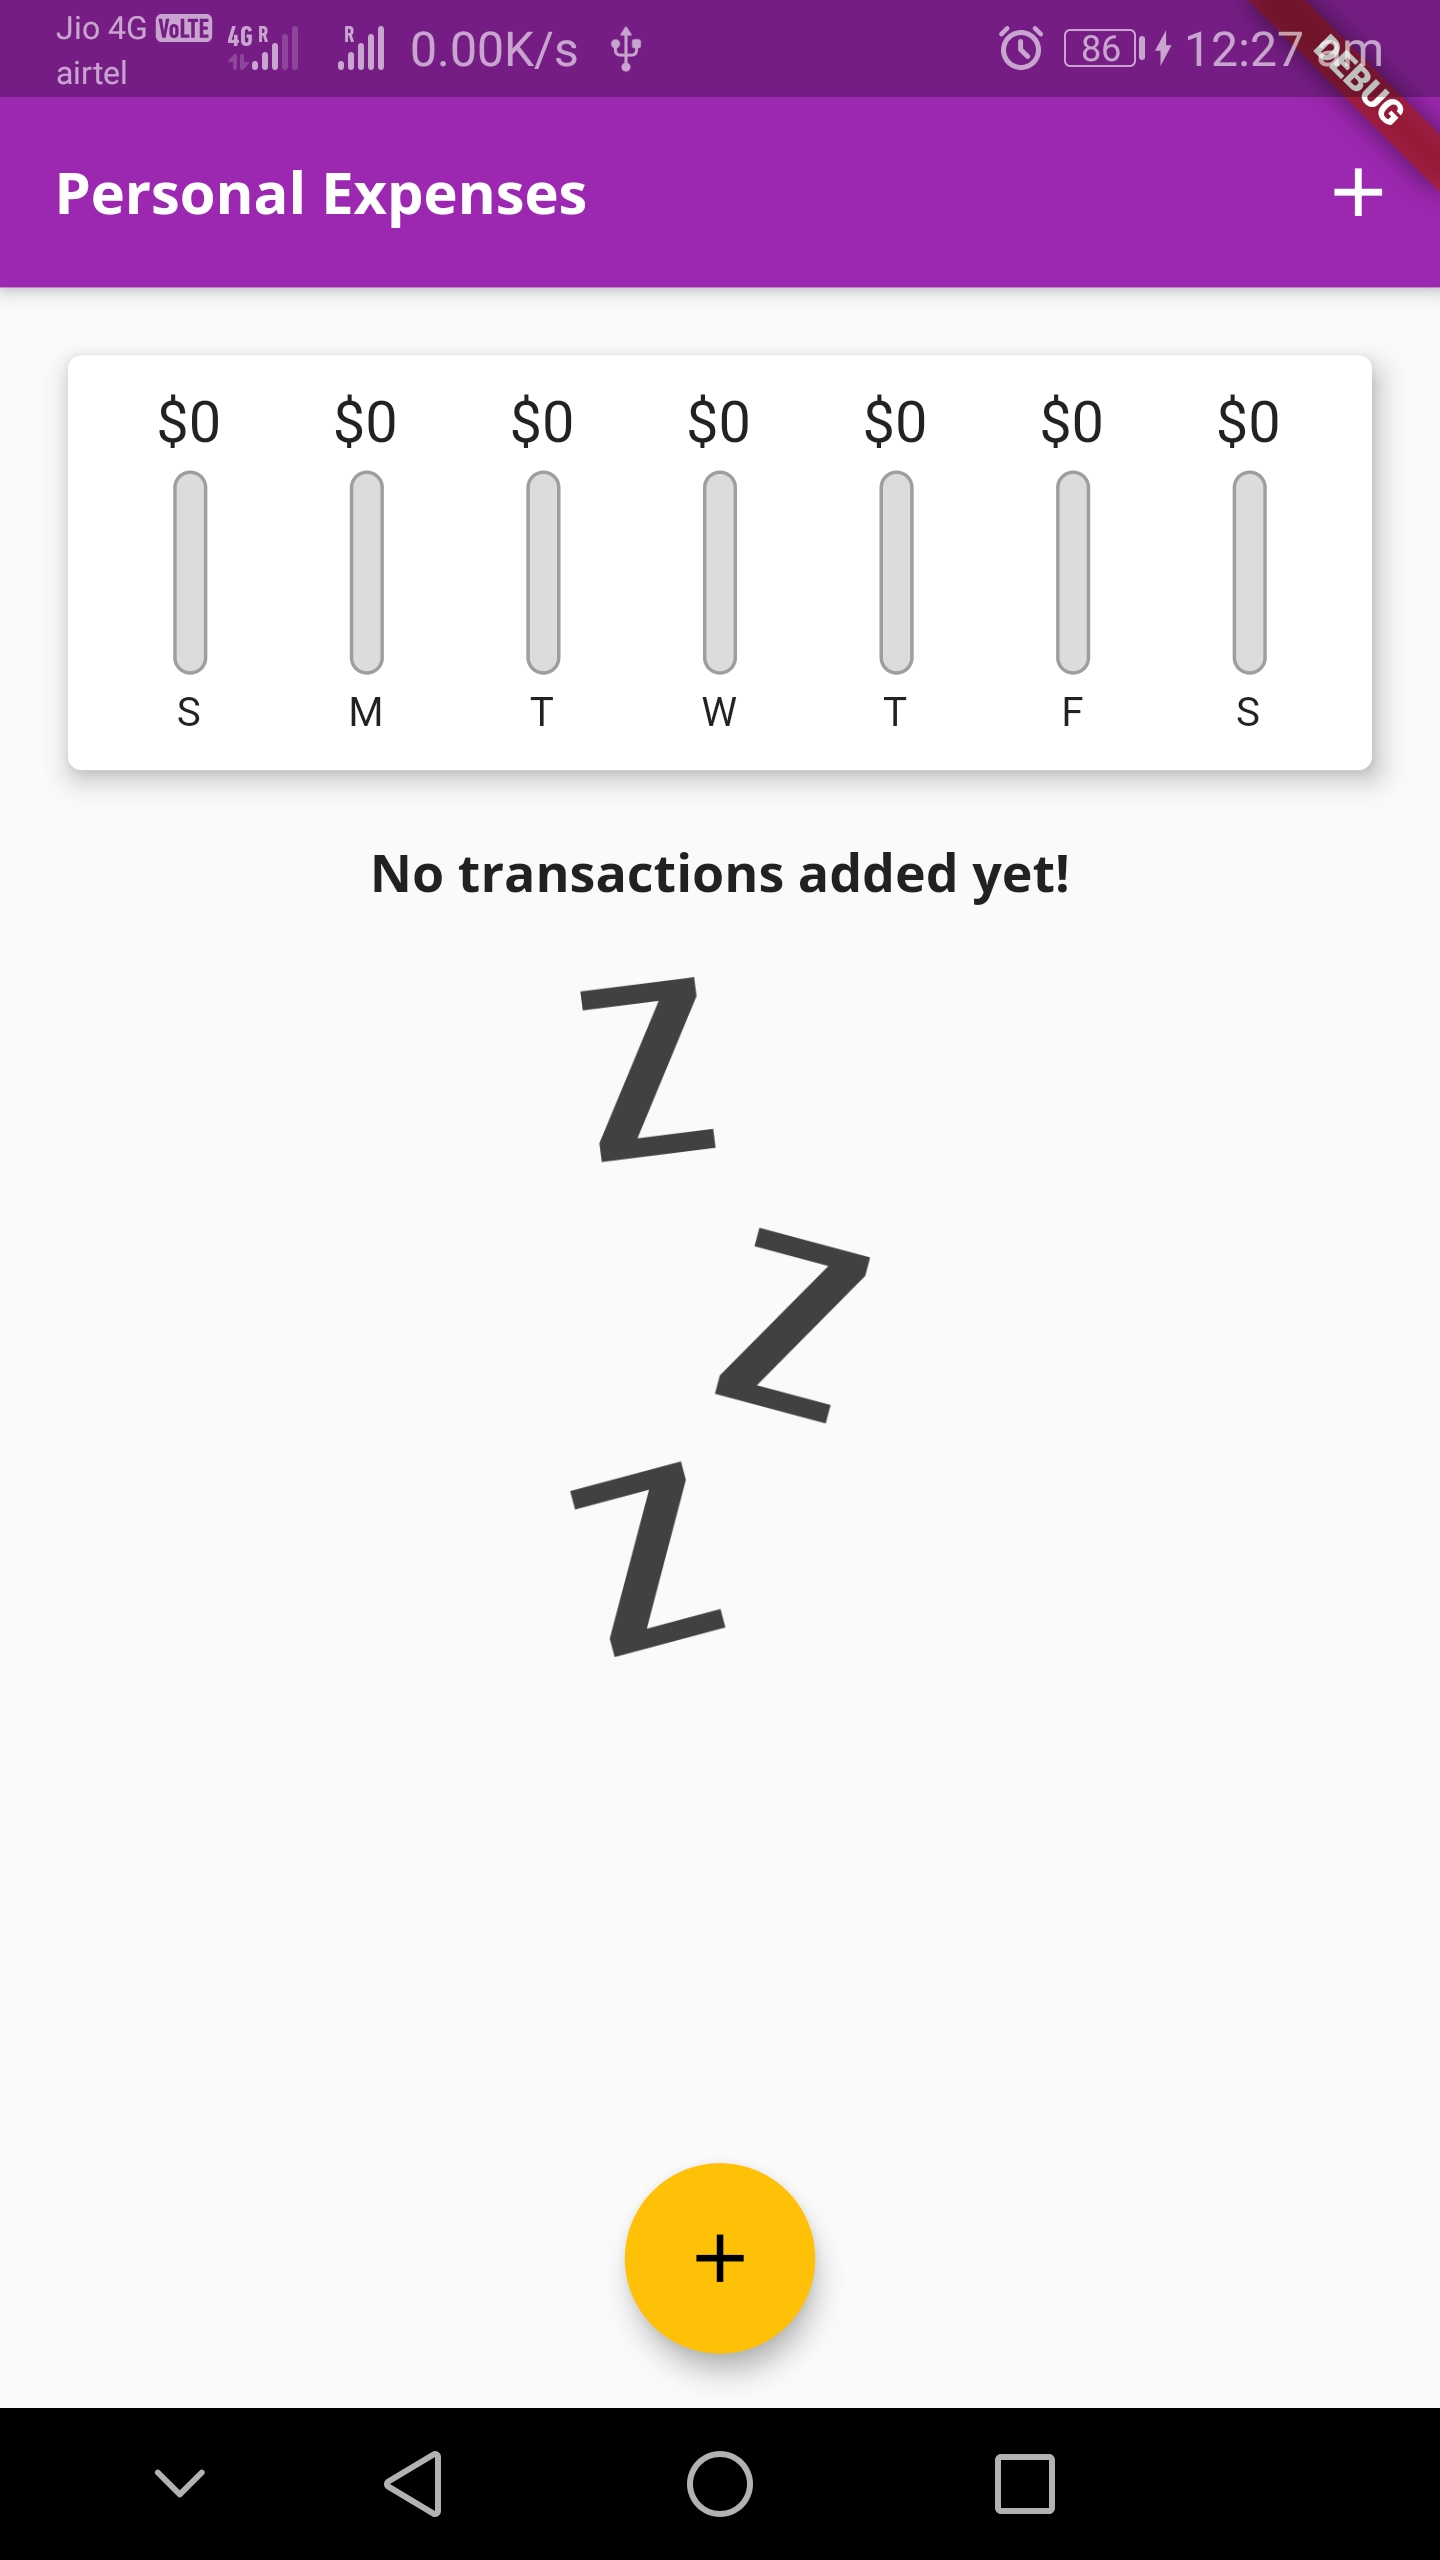 Jio 4G VoLTE
airtel
4G R R 0.00K/s 86 12:27 am
DEBUG
Personal Expenses
$0 $0 $0 $0 $0 $0 $0
S M T W T F S
No transactions added yet!
Z
Z
Z